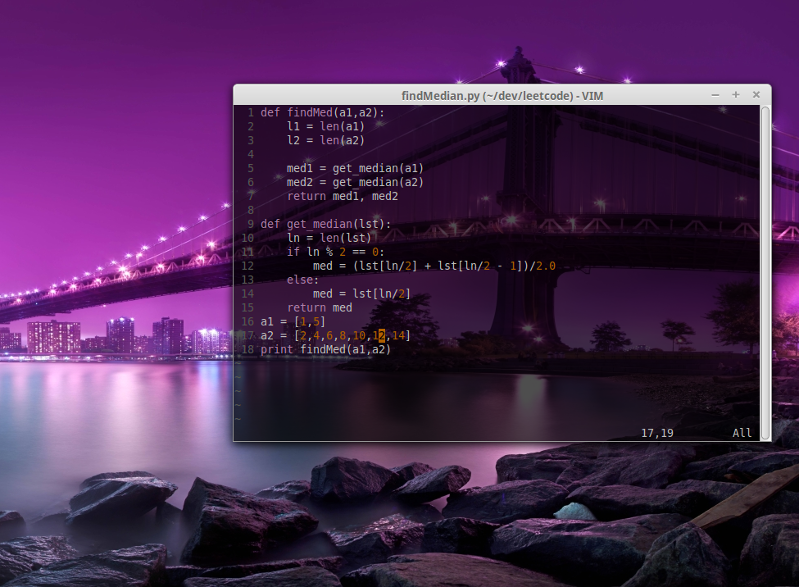 findMedian.py (~/dev/leetcode) - VIM
1 def findMed(a1,a2):
2     l1 = len(a1)
3     l2 = len(a2)
4
5     med1 = get_median(a1)
6     med2 = get_median(a2)
7     return med1, med2
8
9 def get_median(lst):
10     ln = len(lst)
11     if ln % 2 == 0:
12         med = (lst[ln/2] + lst[ln/2 - 1])/2.0
13     else:
14         med = lst[ln/2]
15     return med
16 a1 = [1,5]
17 a2 = [2,4,6,8,10,12,14]
18 print findMed(a1,a2)
~
~
~
~
~
17,19 All